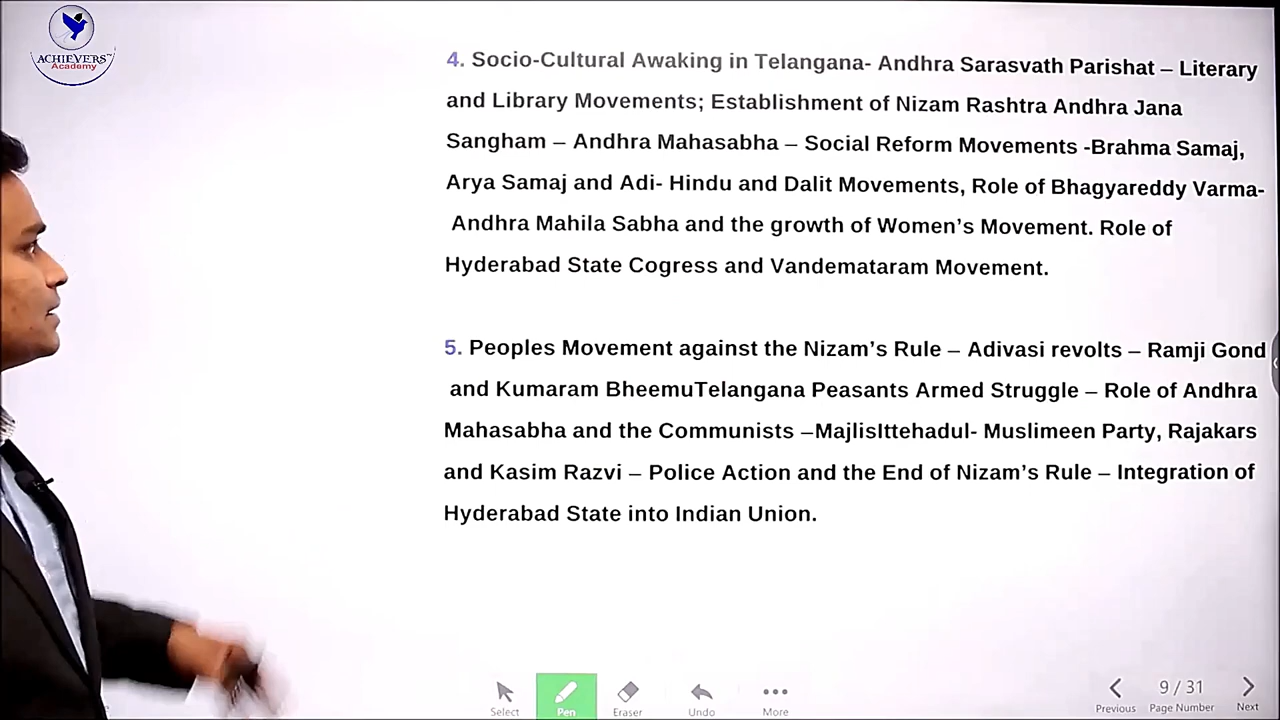 ACHIEVERS
Academy
4. Socio-Cultural Awaking in Telangana- Andhra Sarasvath Parishat – Literary
and Library Movements; Establishment of Nizam Rashtra Andhra Jana
Sangham – Andhra Mahasabha – Social Reform Movements -Brahma Samaj,
Arya Samaj and Adi- Hindu and Dalit Movements, Role of Bhagyareddy Varma-
Andhra Mahila Sabha and the growth of Women's Movement. Role of
Hyderabad State Cogress and Vandemataram Movement.
5. Peoples Movement against the Nizam's Rule – Adivasi revolts – Ramji Gond
and Kumaram BheemuTelangana Peasants Armed Struggle – Role of Andhra
Mahasabha and the Communists –MajlisIttehadul- Muslimeen Party, Rajakars
and Kasim Razvi – Police Action and the End of Nizam's Rule – Integration of
Hyderabad State into Indian Union.
Select Pen Eraser Undo More
9 / 31
Previous Page Number Next